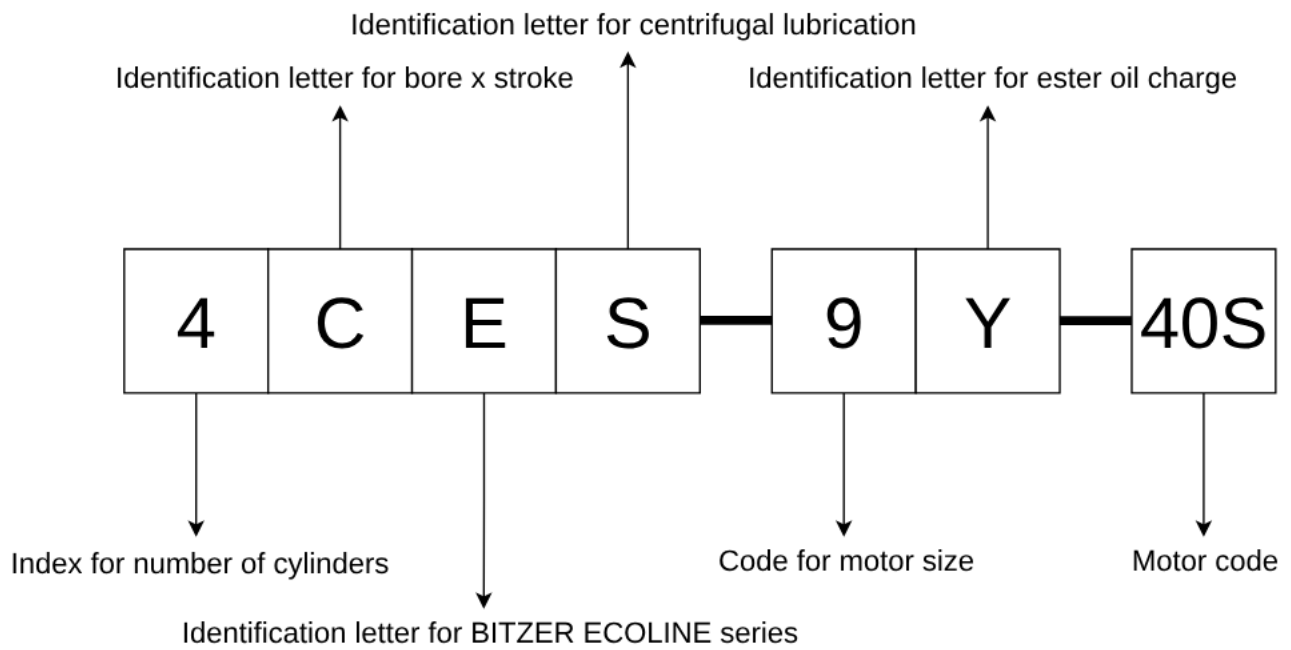 Identification letter for centrifugal lubrication
Identification letter for bore x stroke
Identification letter for ester oil charge
4 C E S 9 Y 40S
Index for number of cylinders
Code for motor size
Motor code
Identification letter for BITZER ECOLINE series